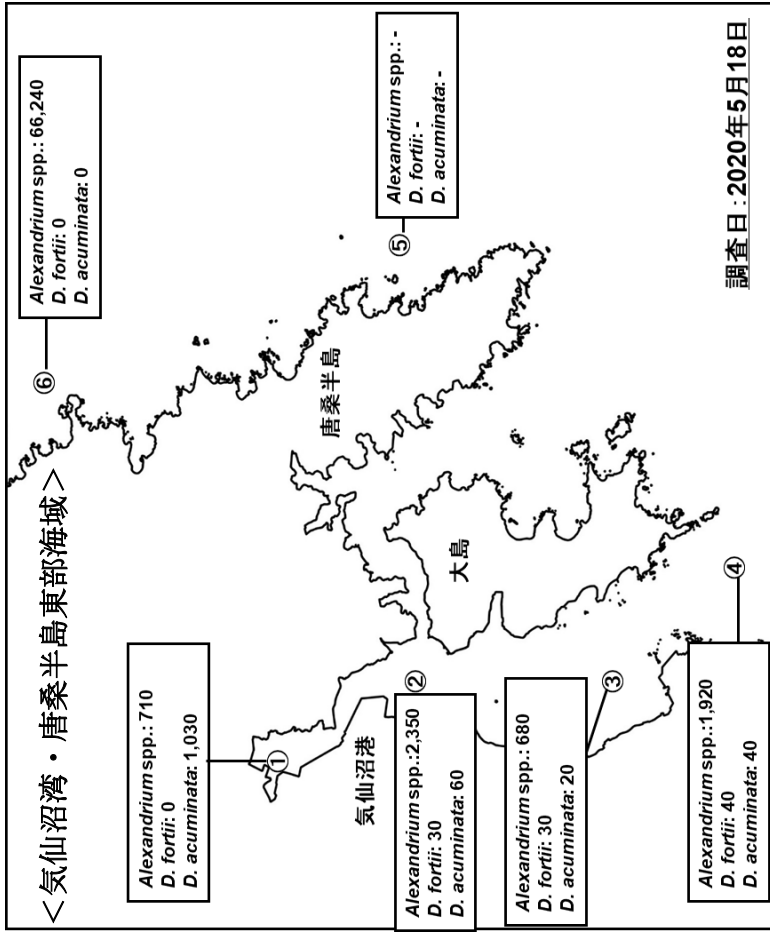 <気仙沼湾・唐桑半島東部海域>
Alexandrium spp.: 710
D. fortii: 0
D. acuminata: 1,030
①
気仙沼港
Alexandrium spp.:2,350
D. fortii: 30
D. acuminata: 60
②
Alexandrium spp.: 680
D. fortii: 30
D. acuminata: 20
③
Alexandrium spp.:1,920
D. fortii: 40
D. acuminata: 40
④
大島
唐桑半島
Alexandrium spp.: -
D. fortii: -
D. acuminata: -
⑤
Alexandrium spp.: 66,240
D. fortii: 0
D. acuminata: 0
⑥
調査日:2020年5月18日